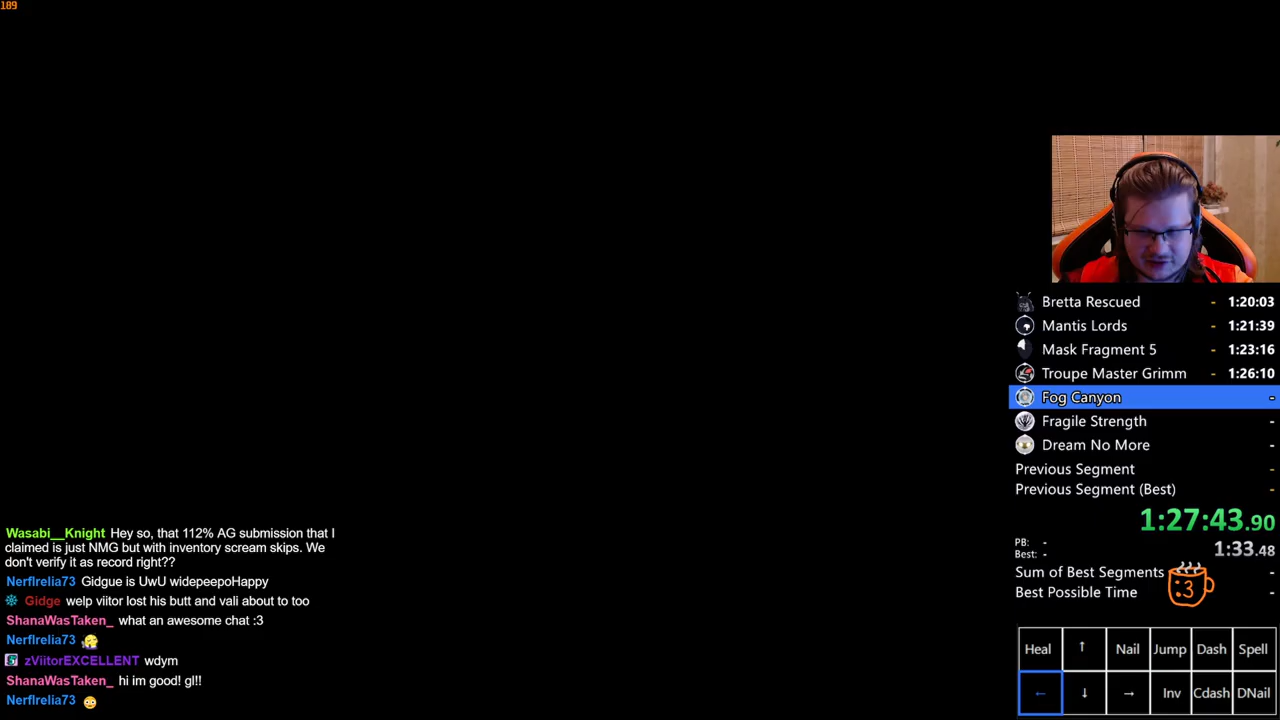 189
Bretta Rescued - 1:20:03
Mantis Lords - 1:21:39
Mask Fragment 5 - 1:23:16
Troupe Master Grimm - 1:26:10
Fog Canyon -
Fragile Strength -
Dream No More -
Previous Segment -
Previous Segment (Best) -
1:27:43.90
PB: - 
Best: - 1:33.48
Sum of Best Segments -
Best Possible Time -
:3
Heal ↑ Nail Jump Dash Spell
← ↓ → Inv Cdash DNail
Wasabi__Knight Hey so, that 112% AG submission that I
claimed is just NMG but with inventory scream skips. We
don't verify it as record right??
NerfIrelia73 Gidgue is UwU widepeepoHappy
Gidge welp viitor lost his butt and vali about to too
ShanaWasTaken_ what an awesome chat :3
NerfIrelia73
zViitorEXCELLENT wdym
ShanaWasTaken_ hi im good! gl!!
NerfIrelia73